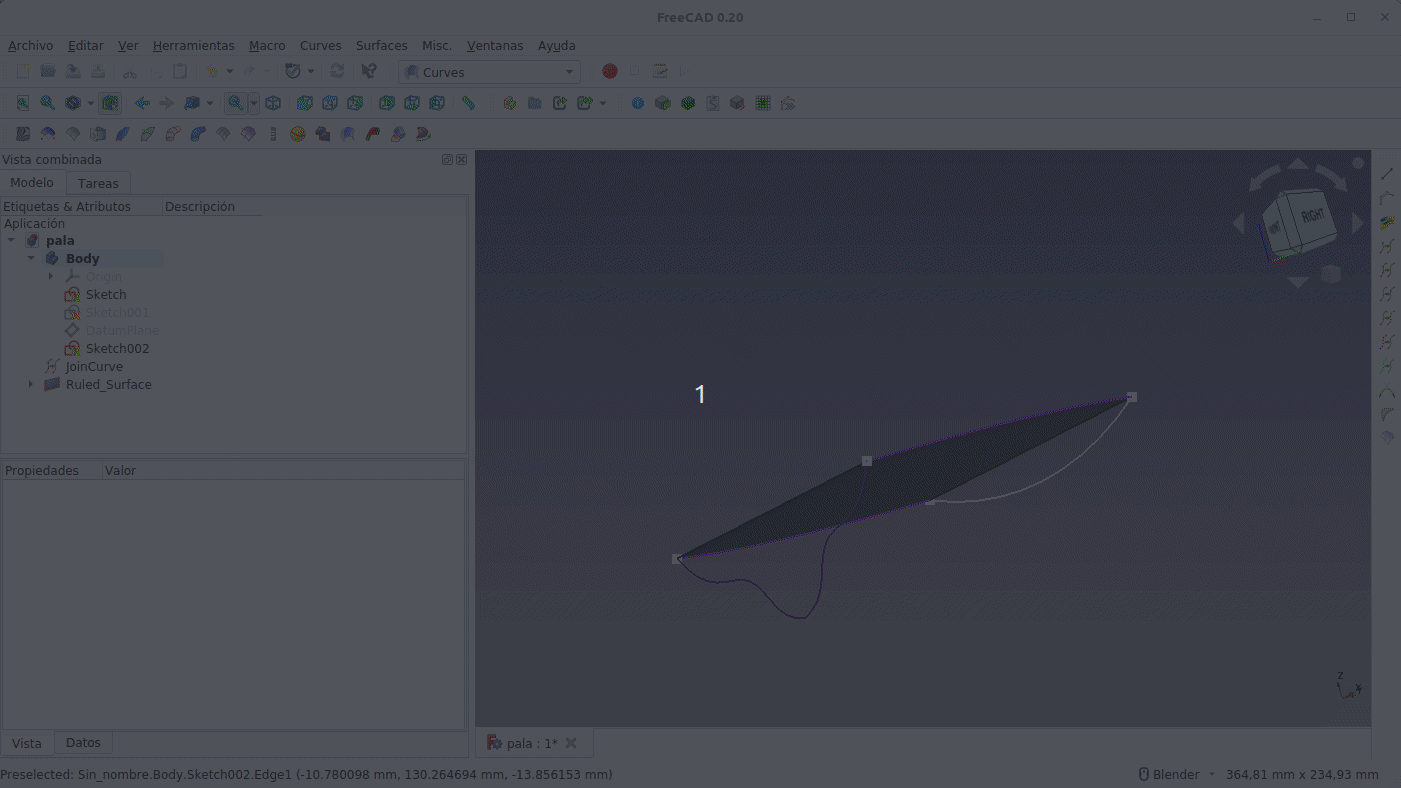 FreeCAD 0.20
Archivo Editar Ver Herramientas Macro Curves Surfaces Misc. Ventanas Ayuda
Curves
Vista combinada
Modelo Tareas
Etiquetas & Atributos Descripción
Aplicación
pala
Body
Origin
Sketch
Sketch001
DatumPlane
Sketch002
JoinCurve
Ruled_Surface
RIGHT
1
Propiedades Valor
Z
Vista Datos
pala : 1*
Preselected: Sin_nombre.Body.Sketch002.Edge1 (-10.780098 mm, 130.264694 mm, -13.856153 mm)
Blender 364,81 mm x 234,93 mm